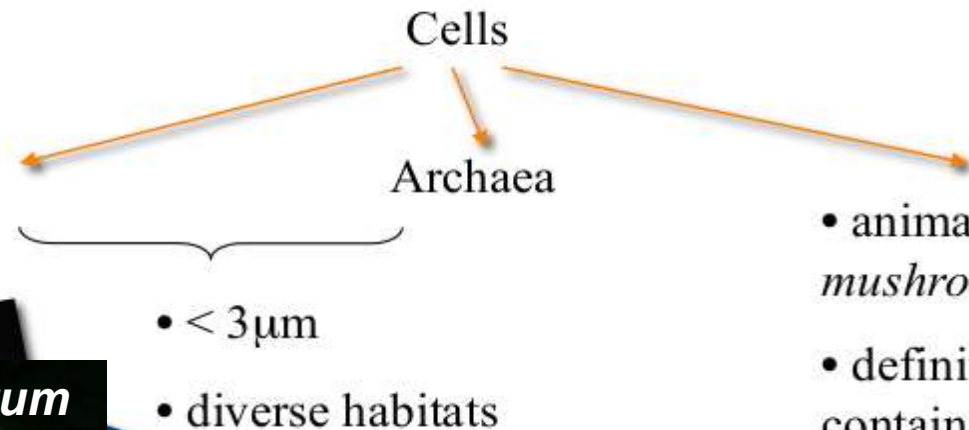 Cells
Archaea
• < 3µm
• diverse habitats
um
• anima
mushro
• defini
contain